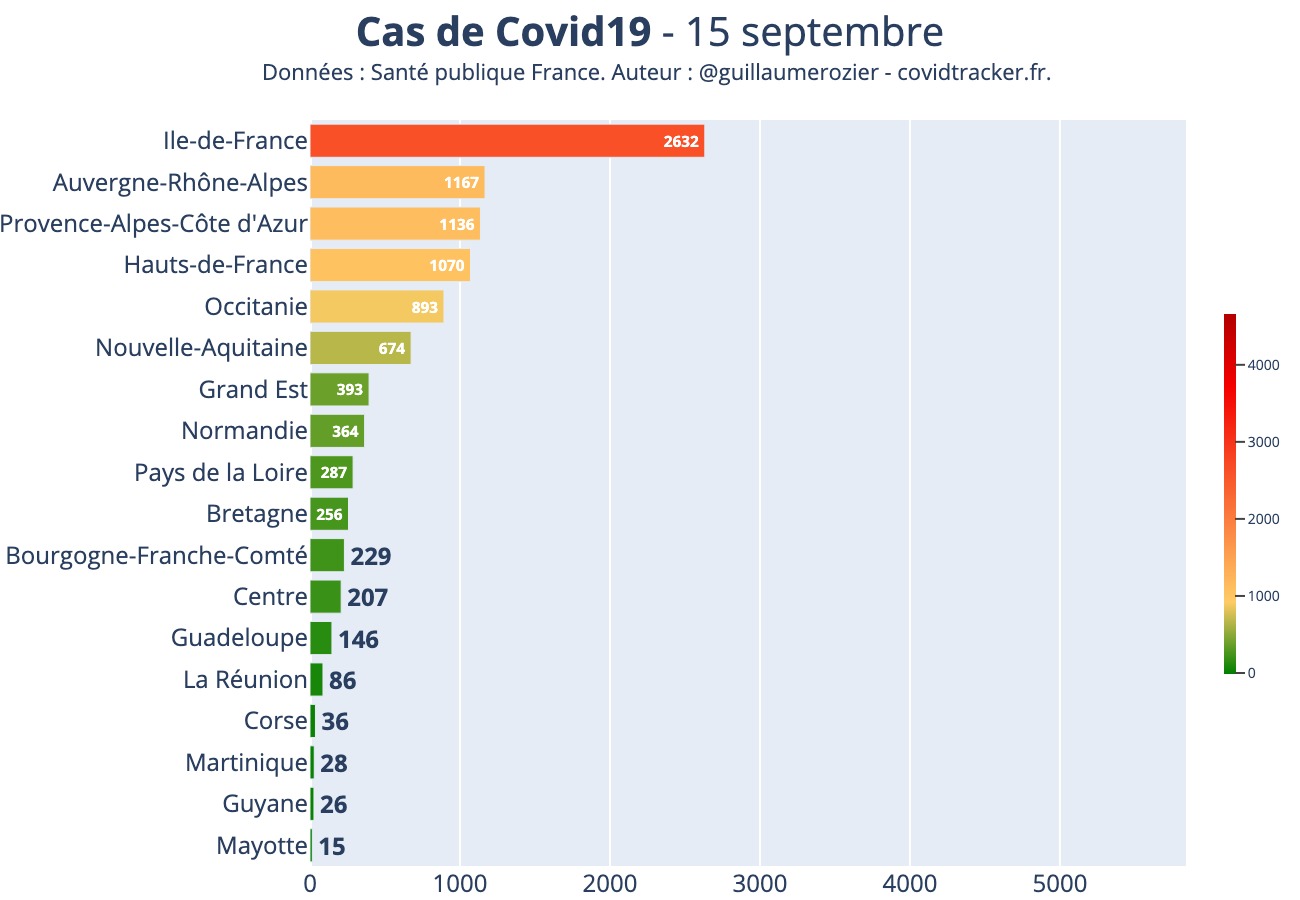 Cas de Covid19 - 15 septembre
Données : Santé publique France. Auteur : @guillaumerozier - covidtracker.fr.
Ile-de-France 2632
Auvergne-Rhône-Alpes 1167
Provence-Alpes-Côte d'Azur 1136
Hauts-de-France 1070
Occitanie 893
Nouvelle-Aquitaine 674
Grand Est 393
Normandie 364
Pays de la Loire 287
Bretagne 256
Bourgogne-Franche-Comté 229
Centre 207
Guadeloupe 146
La Réunion 86
Corse 36
Martinique 28
Guyane 26
Mayotte 15
0 1000 2000 3000 4000 5000
4000
3000
2000
1000
0